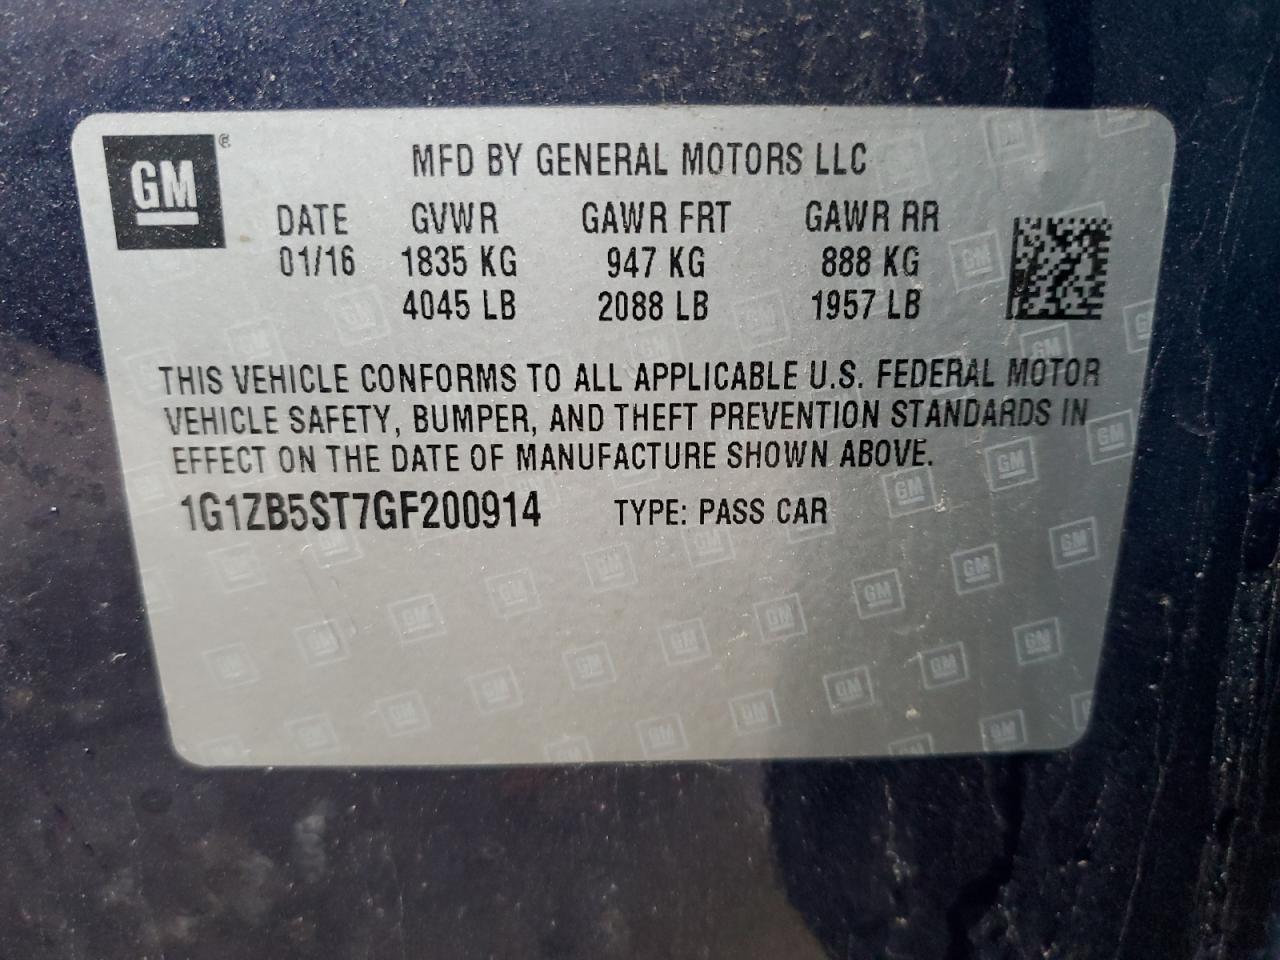 GM ®
MFD BY GENERAL MOTORS LLC
DATE GVWR GAWR FRT GAWR RR
01/16 1835 KG 947 KG 888 KG
4045 LB 2088 LB 1957 LB
THIS VEHICLE CONFORMS TO ALL APPLICABLE U.S. FEDERAL MOTOR
VEHICLE SAFETY, BUMPER, AND THEFT PREVENTION STANDARDS IN
EFFECT ON THE DATE OF MANUFACTURE SHOWN ABOVE.
1G1ZB5ST7GF200914 TYPE: PASS CAR